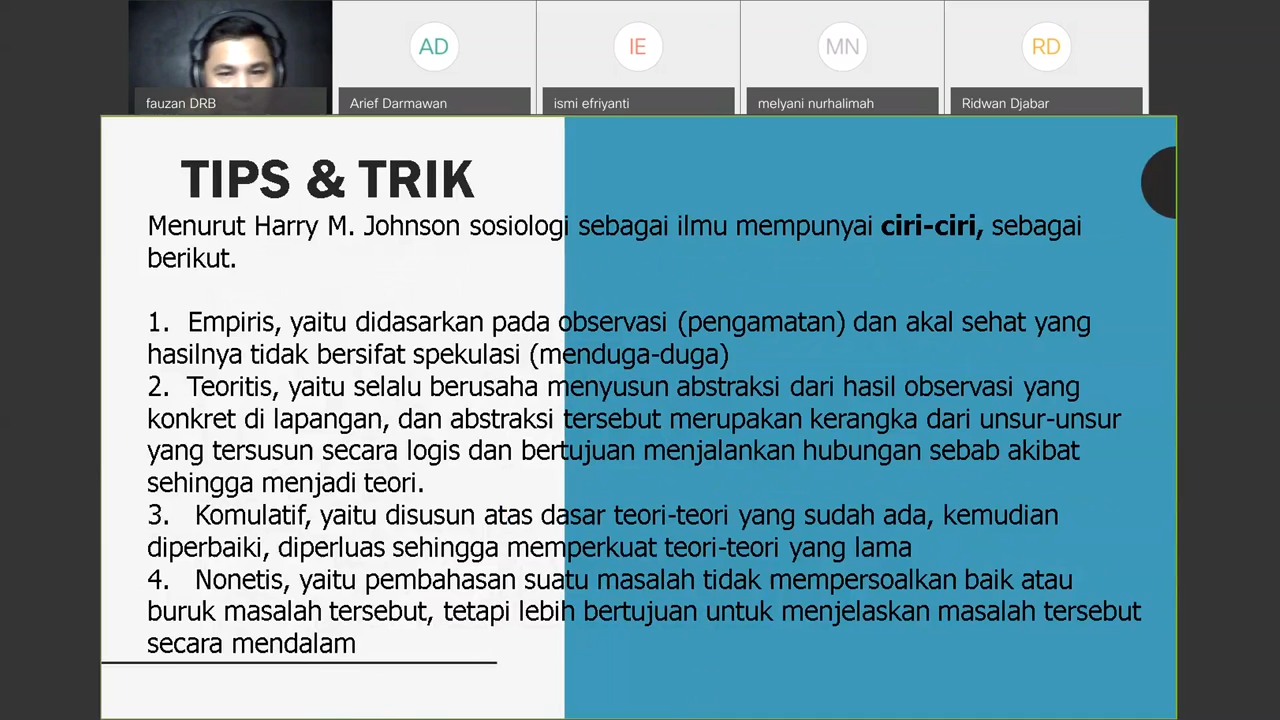 AD
IE
MN
RD
fauzan DRB
Arief Darmawan
ismi efriyanti
melyani nurhalimah
Ridwan Djabar
TIPS & TRIK
Menurut Harry M. Johnson sosiologi sebagai ilmu mempunyai ciri-ciri, sebagai
berikut.
1. Empiris, yaitu didasarkan pada observasi (pengamatan) dan akal sehat yang
hasilnya tidak bersifat spekulasi (menduga-duga)
2. Teoritis, yaitu selalu berusaha menyusun abstraksi dari hasil observasi yang
konkret di lapangan, dan abstraksi tersebut merupakan kerangka dari unsur-unsur
yang tersusun secara logis dan bertujuan menjalankan hubungan sebab akibat
sehingga menjadi teori.
3. Komulatif, yaitu disusun atas dasar teori-teori yang sudah ada, kemudian
diperbaiki, diperluas sehingga memperkuat teori-teori yang lama
4. Nonetis, yaitu pembahasan suatu masalah tidak mempersoalkan baik atau
buruk masalah tersebut, tetapi lebih bertujuan untuk menjelaskan masalah tersebut
secara mendalam